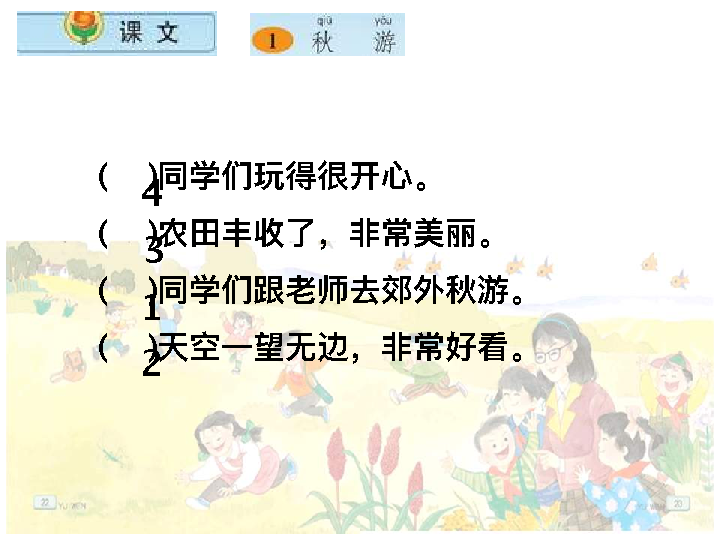 课 文
qiū yóu
1 秋 游
( 4 )同学们玩得很开心。
( 3 )农田丰收了，非常美丽。
( 1 )同学们跟老师去郊外秋游。
( 2 )天空一望无边，非常好看。
22 YU WEN
YU WEN 20